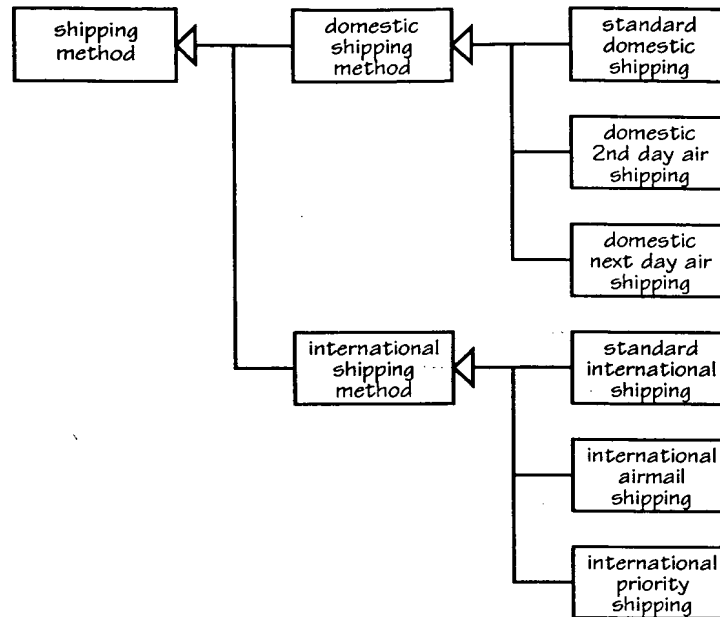 shipping
method
domestic
shipping
method
standard
domestic
shipping
domestic
2nd day air
shipping
domestic
next day air
shipping
international
shipping
method
standard
international
shipping
international
airmail
shipping
international
priority
shipping